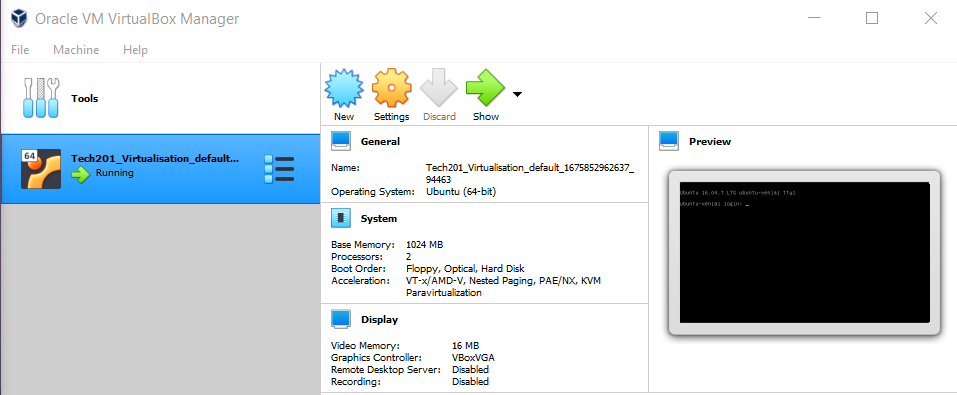 Oracle VM VirtualBox Manager
File Machine Help
Tools
New Settings Discard Show
64
Tech201_Virtualisation_default...
Running
General
Name: Tech201_Virtualisation_default_1675852962637_
94463
Operating System: Ubuntu (64-bit)
System
Base Memory: 1024 MB
Processors: 2
Boot Order: Floppy, Optical, Hard Disk
Acceleration: VT-x/AMD-V, Nested Paging, PAE/NX, KVM
Paravirtualization
Display
Video Memory: 16 MB
Graphics Controller: VBoxVGA
Remote Desktop Server: Disabled
Recording: Disabled
Preview
Ubuntu 16.04.7 LTS ubuntu-xenial tty1
ubuntu-xenial login: _